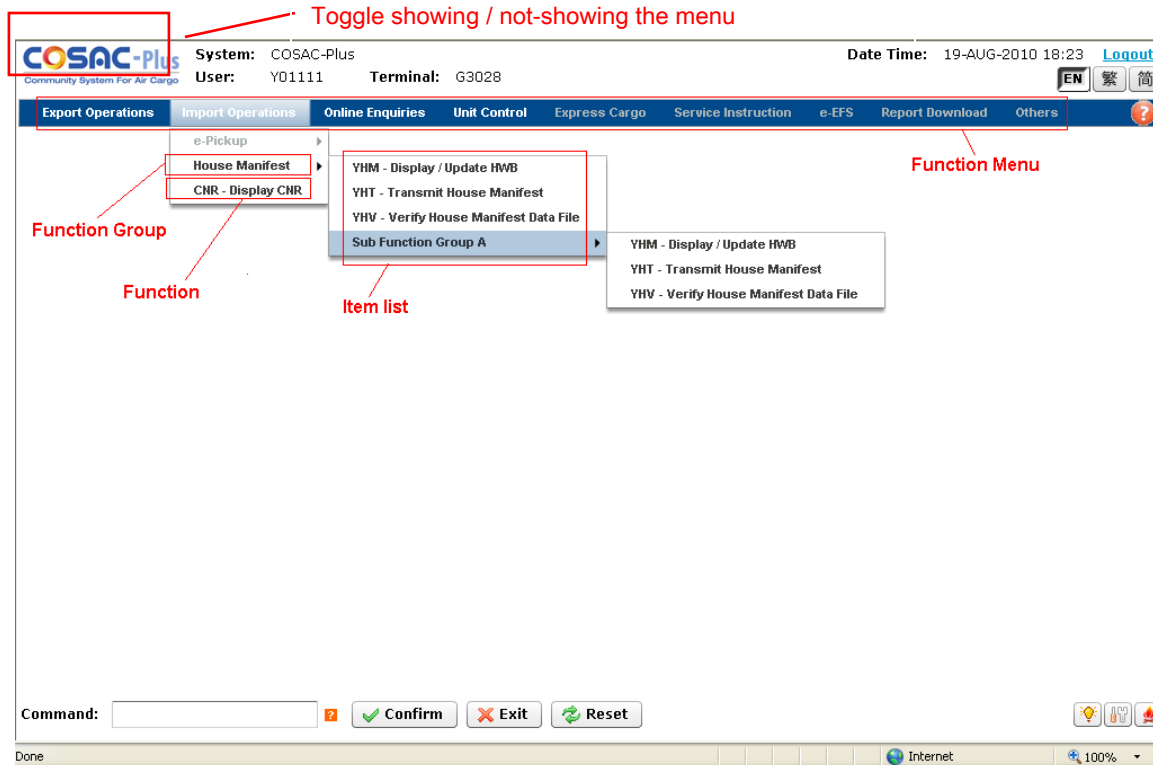 Toggle showing / not-showing the menu
COSAC-Plus
Community System For Air Cargo
System: COSAC-Plus
Date Time: 19-AUG-2010 18:23 Logout
User: Y01111 Terminal: G3028
EN 繁 简
Export Operations Import Operations Online Enquiries Unit Control Express Cargo Service Instruction e-EFS Report Download Others ?
e-Pickup
House Manifest
CNR - Display CNR
YHM - Display / Update HWB
YHT - Transmit House Manifest
YHV - Verify House Manifest Data File
Sub Function Group A
YHM - Display / Update HWB
YHT - Transmit House Manifest
YHV - Verify House Manifest Data File
Function Menu
Function Group
Function
Item list
Command: ? Confirm Exit Reset
Done Internet 100%